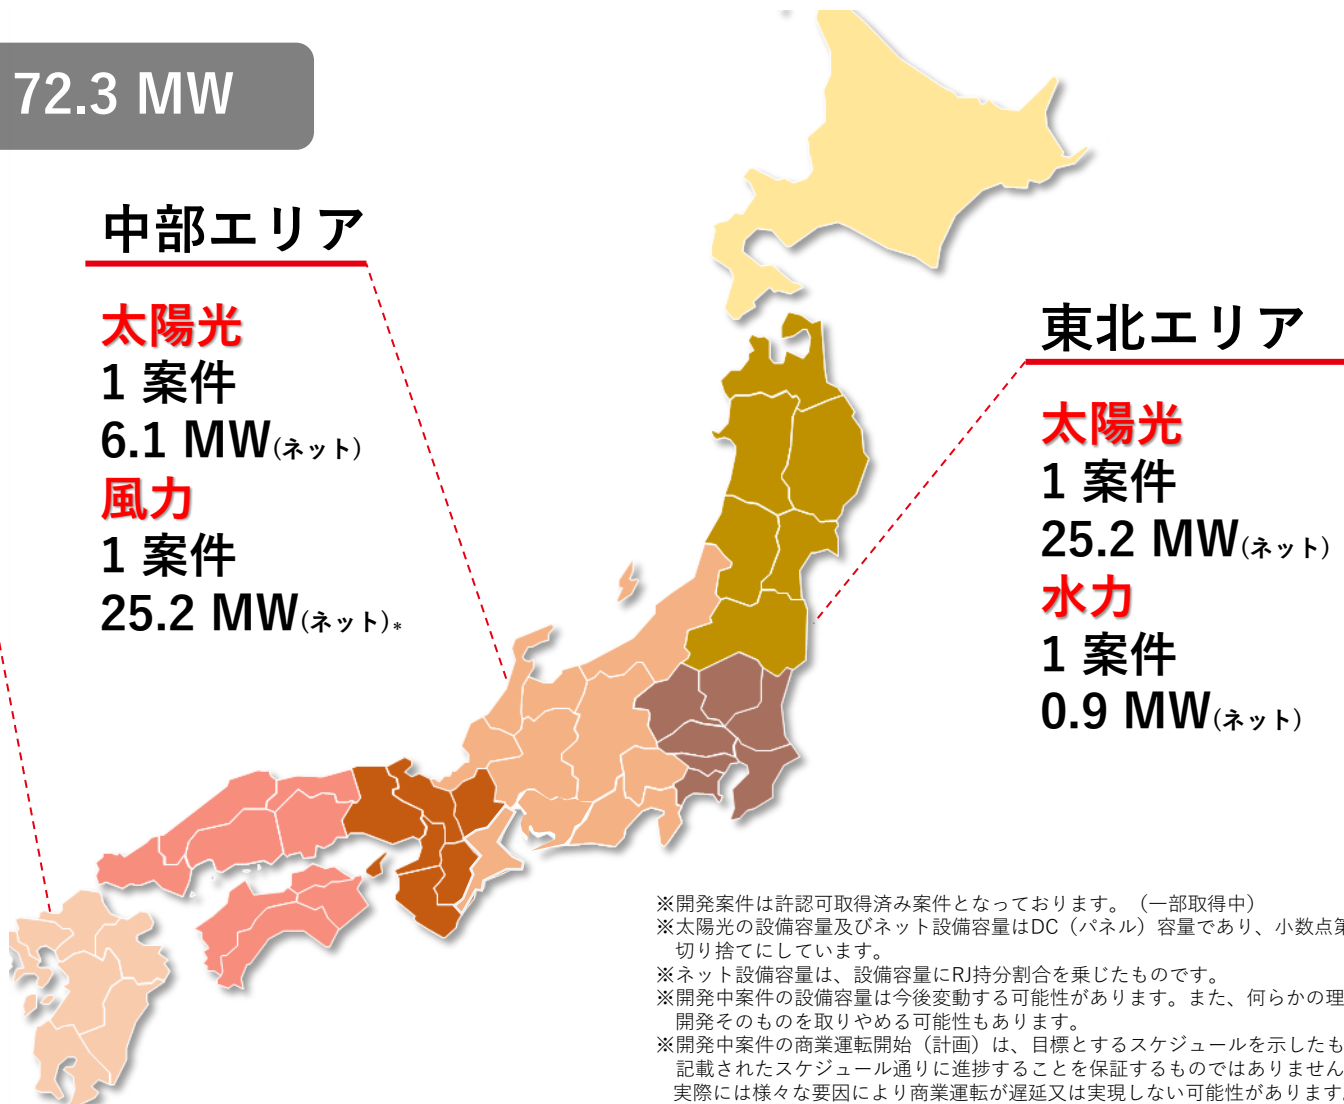 72.3 MW
中部エリア
太陽光
1 案件
6.1 MW(ネット)
風力
1 案件
25.2 MW(ネット)*
東北エリア
太陽光
1 案件
25.2 MW(ネット)
水力
1 案件
0.9 MW(ネット)
※開発案件は許認可取得済み案件となっております。（一部取得中）
※太陽光の設備容量及びネット設備容量はDC（パネル）容量であり、小数点第
切り捨てにしています。
※ネット設備容量は、設備容量にRJ持分割合を乗じたものです。
※開発中案件の設備容量は今後変動する可能性があります。また、何らかの理
開発そのものを取りやめる可能性もあります。
※開発中案件の商業運転開始（計画）は、目標とするスケジュールを示したも
記載されたスケジュール通りに進捗することを保証するものではありません
実際には様々な要因により商業運転が遅延又は実現しない可能性があります